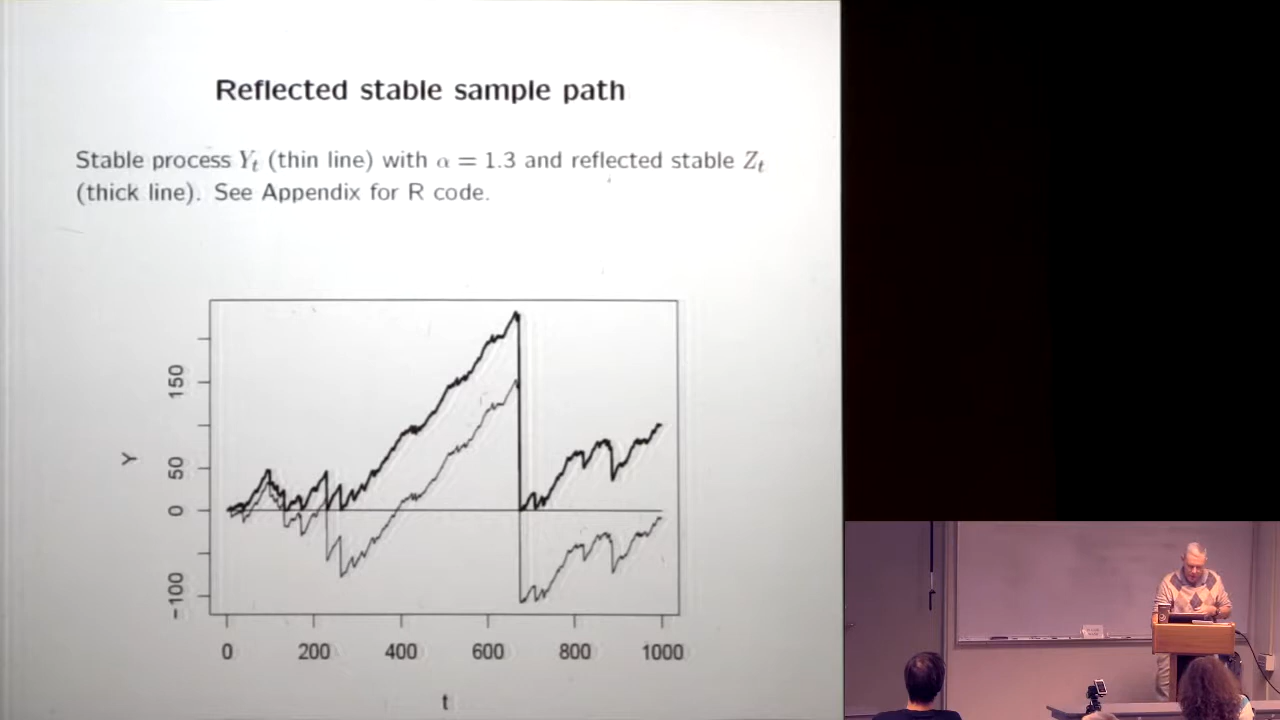 Reflected stable sample path
Stable process Yₜ (thin line) with α = 1.3 and reflected stable Zₜ
(thick line). See Appendix for R code.
150
50
0
−100
Y
0 200 400 600 800 1000
t